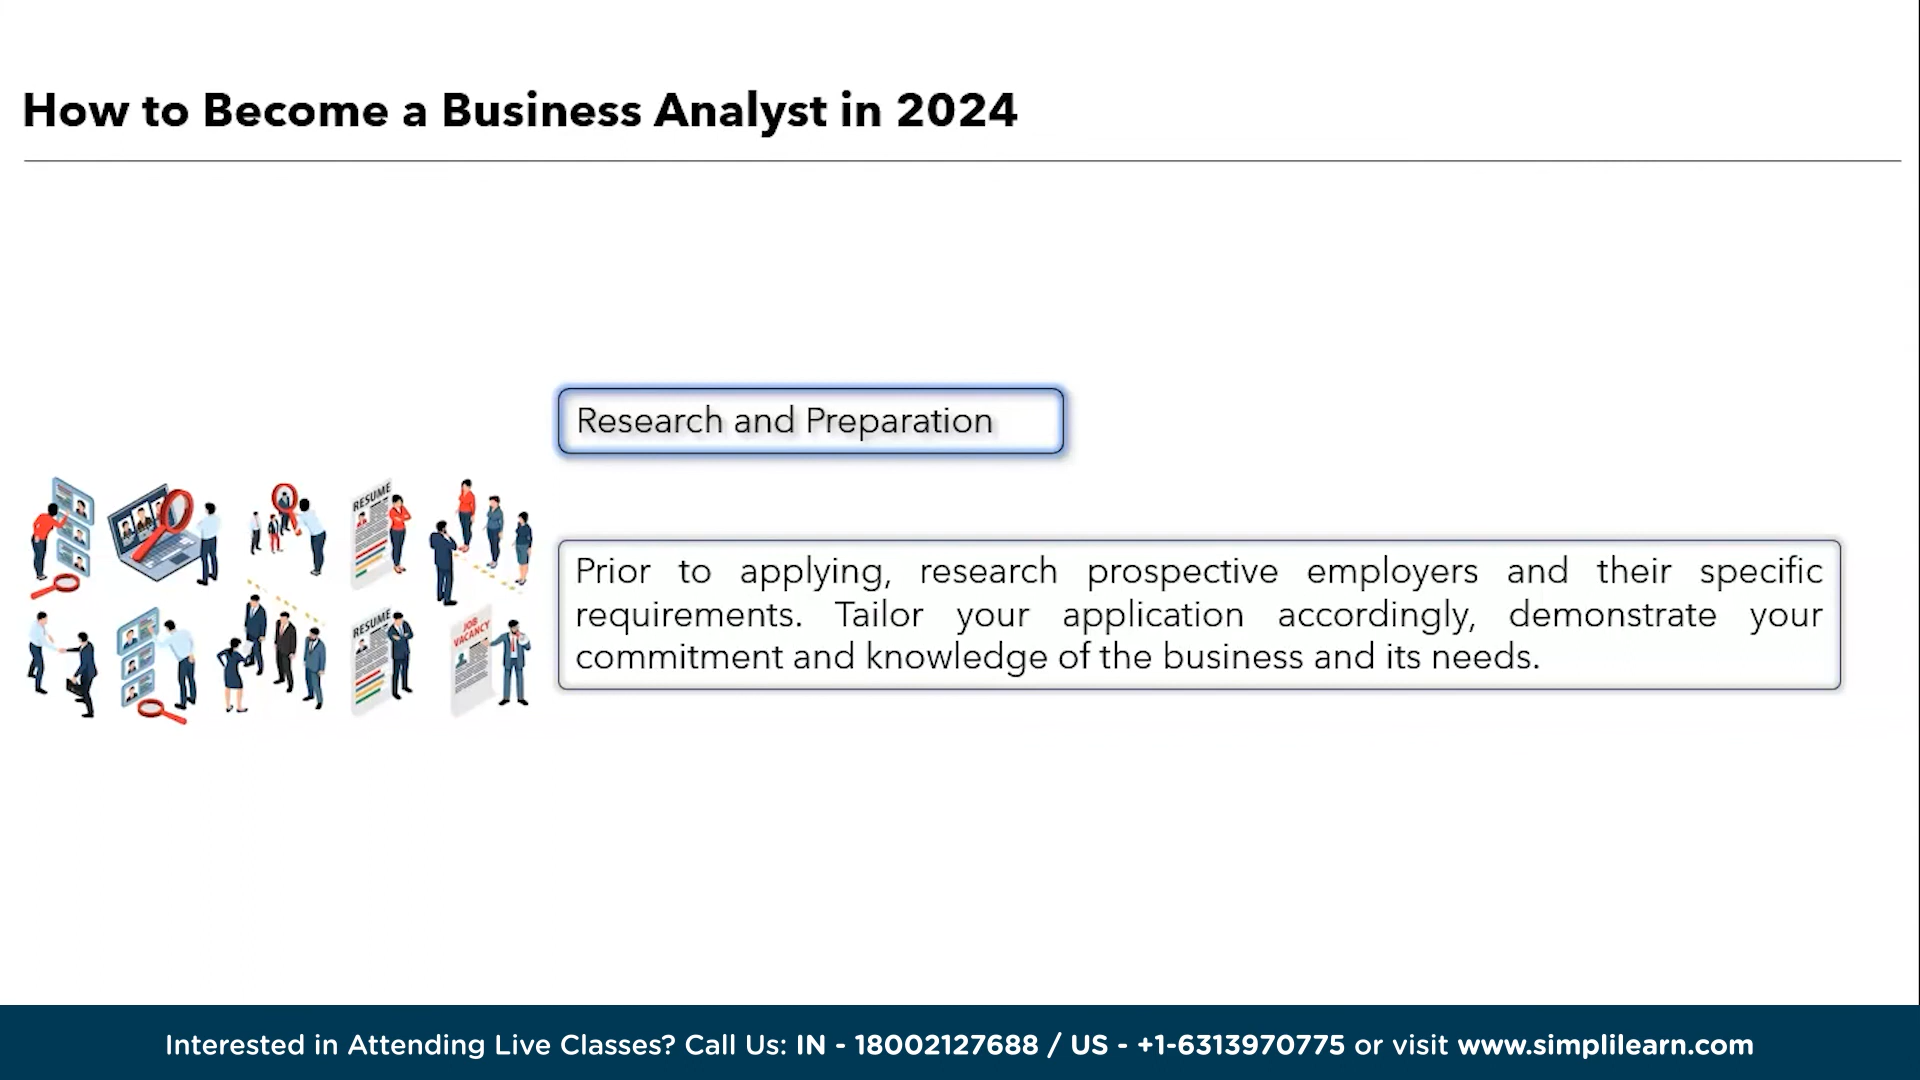 How to Become a Business Analyst in 2024
Research and Preparation
Prior to applying, research prospective employers and their specific
requirements. Tailor your application accordingly, demonstrate your
commitment and knowledge of the business and its needs.
RESUME
RESUME
JOB
VACANCY
Interested in Attending Live Classes? Call Us: IN - 18002127688 / US - +1-6313970775 or visit www.simplilearn.com